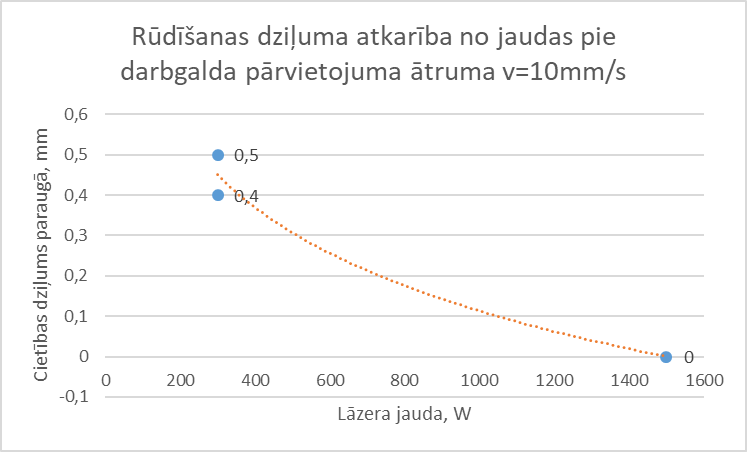 Rūdīšanas dziļuma atkarība no jaudas pie
darbgalda pārvietojuma ātruma v=10mm/s
Cietības dziļums paraugā, mm
0,6
0,5
0,4
0,3
0,2
0,1
0
-0,1
0,5
0,4
0
0 200 400 600 800 1000 1200 1400 1600
Lāzera jauda, W